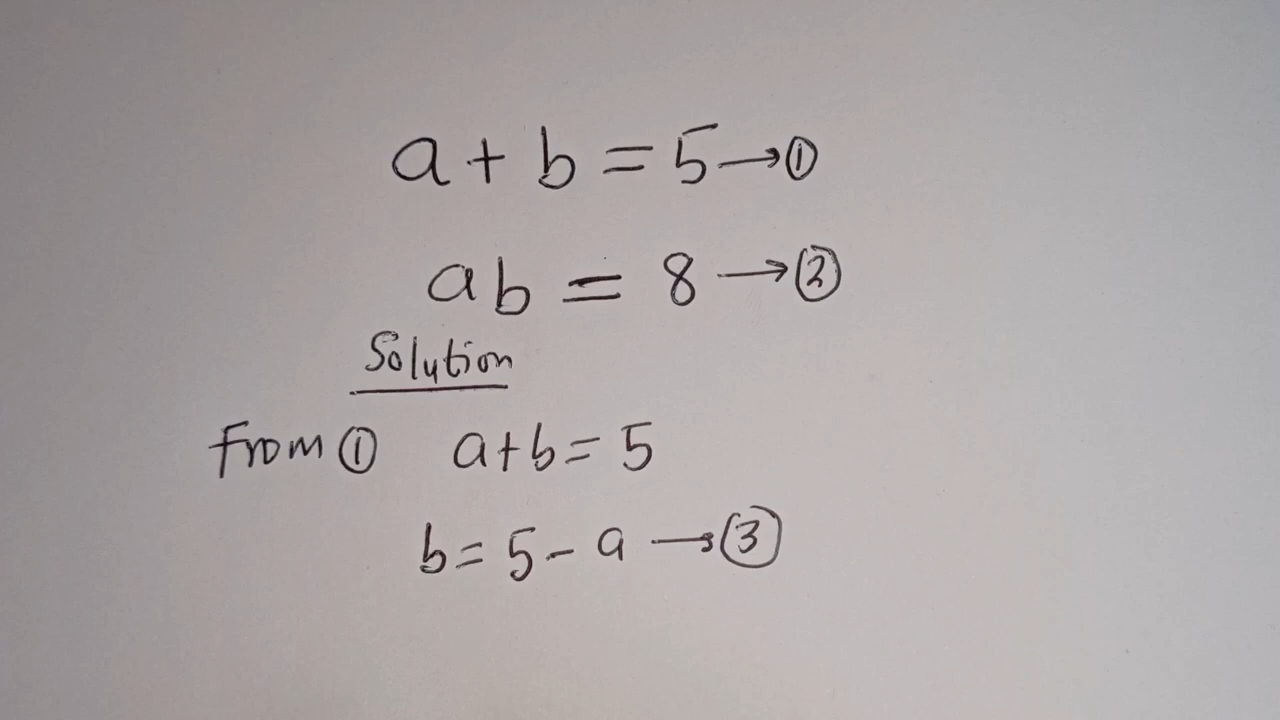 a + b = 5 → ①
ab = 8 → ②
Solution
From ① a+b = 5
b = 5 - a → ③